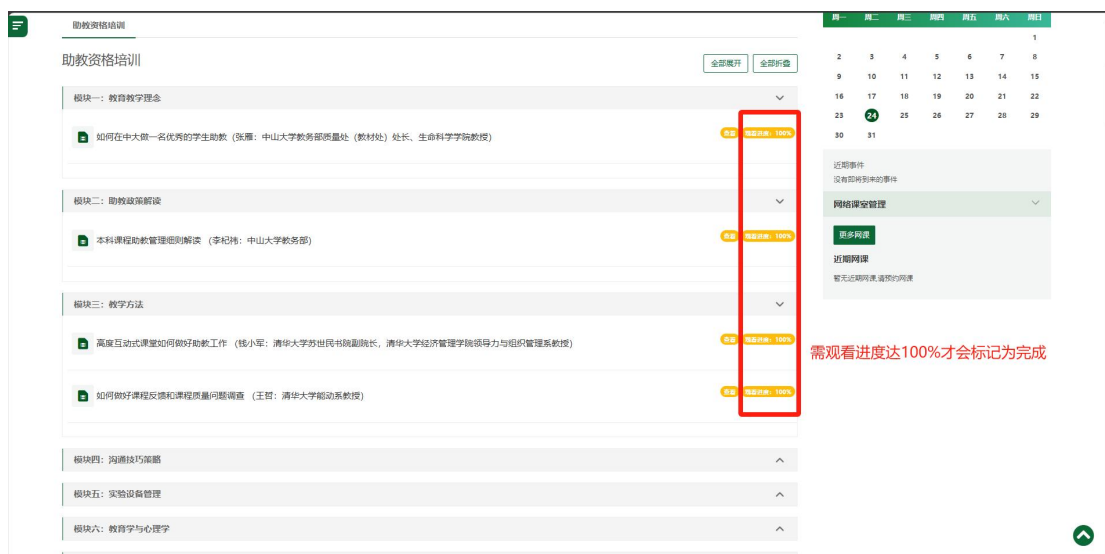 助教资格培训
助教资格培训
全部展开 全部折叠
模块一：教育教学理念
如何在中大做一名优秀的学生助教（张雁：中山大学教务部质量处（教材处）处长、生命科学学院教授）
查看 观看进度：100%
模块二：助教政策解读
本科课程助教管理细则解读 （李杞祎：中山大学教务部）
查看 观看进度：100%
模块三：教学方法
高度互动式课堂如何做好助教工作 （钱小军：清华大学苏世民书院副院长，清华大学经济管理学院领导力与组织管理系教授）
查看 观看进度：100%
如何做好课程反馈和课程质量问题调查 （王哲：清华大学能动系教授）
查看 观看进度：100%
模块四：沟通技巧策略
模块五：实验设备管理
模块六：教育学与心理学
周一 周二 周三 周四 周五 周六 周日
1
2 3 4 5 6 7 8
9 10 11 12 13 14 15
16 17 18 19 20 21 22
23 24 25 26 27 28 29
30 31
近期事件
没有即将到来的事件
网络课室管理
更多网课
近期网课
暂无近期网课,请预约网课
需观看进度达100%才会标记为完成